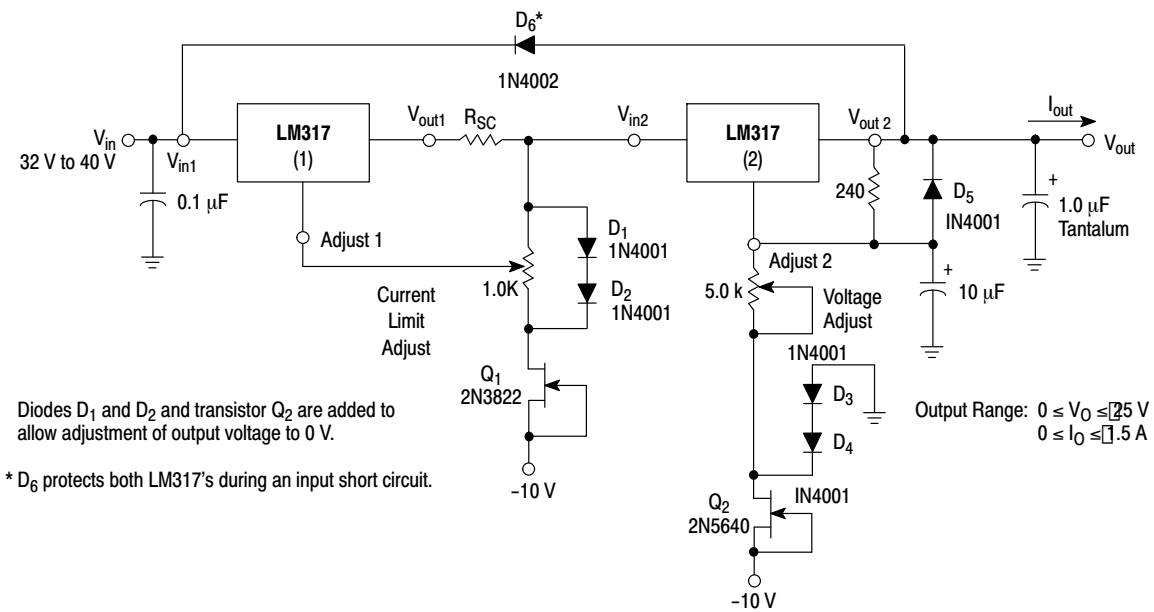 D6*
1N4002
Vin
32 V to 40 V
Vin1
0.1 μF
LM317
(1)
Vout1
RSC
Vin2
LM317
(2)
Vout 2
Iout
Vout
240
D5
IN4001
+
1.0 μF
Tantalum
Adjust 1
D1
1N4001
D2
1N4001
1.0K
Current
Limit
Adjust
Adjust 2
5.0 k
Voltage
Adjust
+
10 μF
Q1
2N3822
–10 V
1N4001
D3
D4
IN4001
Q2
2N5640
–10 V
Output Range: 0 ≤ VO ≤ 25 V
0 ≤ IO ≤ 1.5 A
Diodes D1 and D2 and transistor Q2 are added to
allow adjustment of output voltage to 0 V.
* D6 protects both LM317's during an input short circuit.